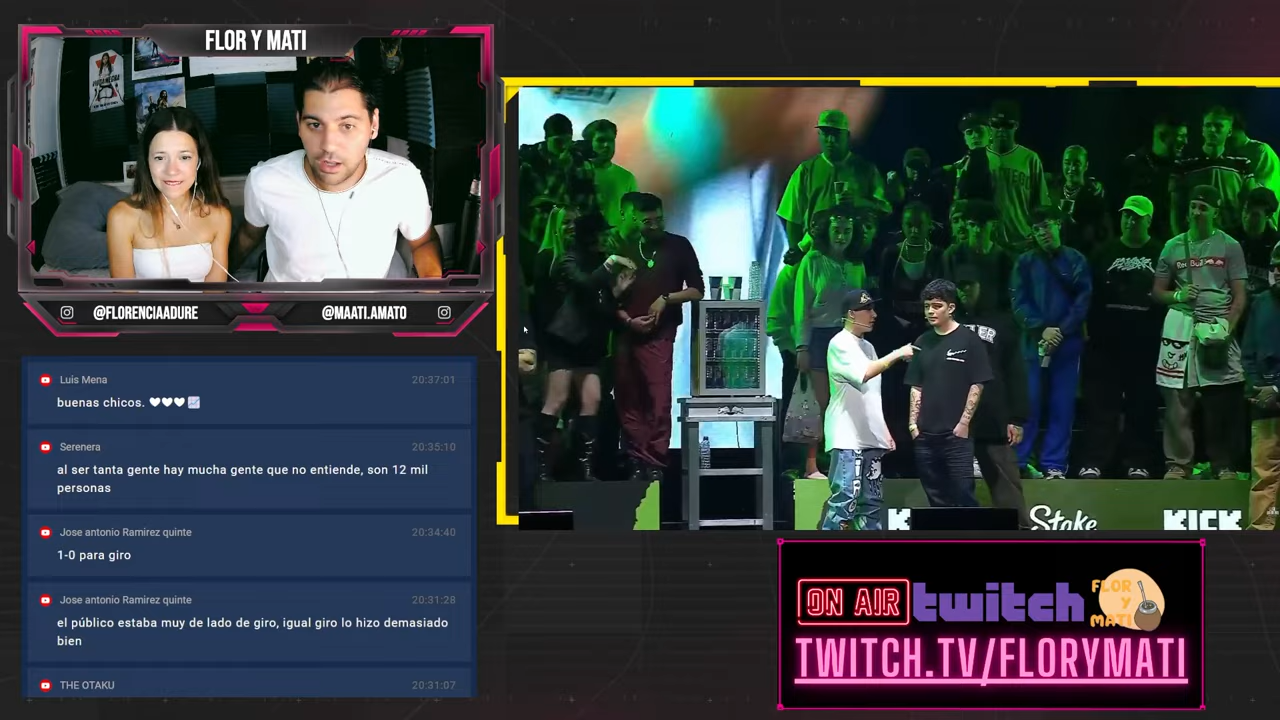 FLOR Y MATI
@FLORENCIAADURE
@MAATI.AMATO
Luis Mena
20:37:01
buenas chicos. 🤍🤍🤍
Serenera
20:35:10
al ser tanta gente hay mucha gente que no entiende, son 12 mil
personas
Jose antonio Ramirez quinte
20:34:40
1-0 para giro
Jose antonio Ramirez quinte
20:31:28
el público estaba muy de lado de giro, igual giro lo hizo demasiado
bien
THE OTAKU
20:31:07
Red Bull
Stake
KICK
ON AIR
twitch
FLOR
Y
MATI
TWITCH.TV/FLORYMATI